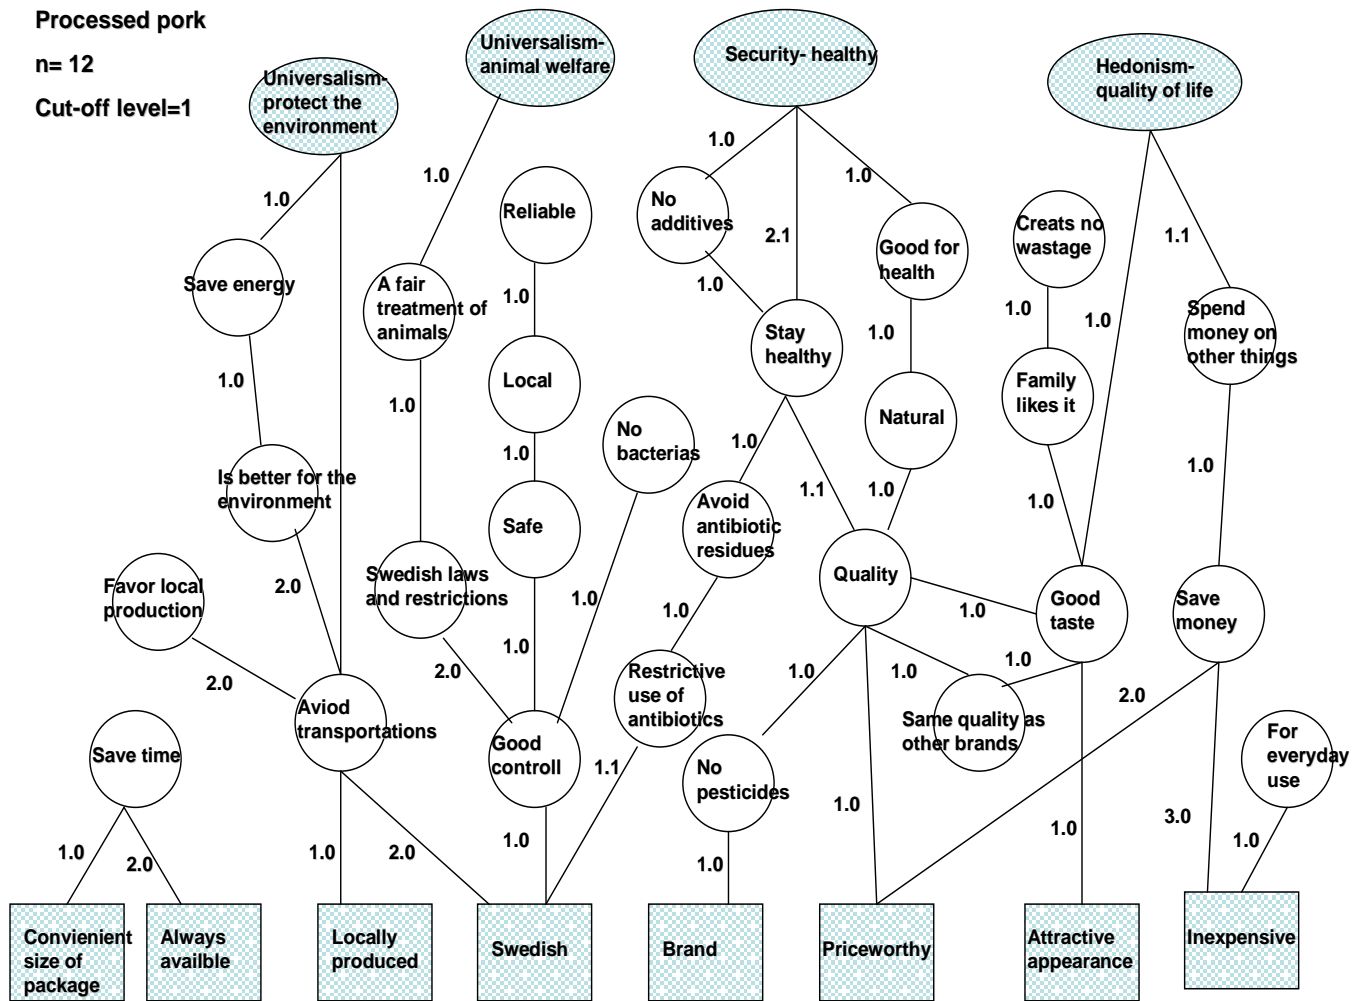 Processed pork
n= 12
Cut-off level=1
Universalism-
protect the
environment
Universalism-
animal welfare
Security- healthy
Hedonism-
quality of life
1.0
1.0
1.0
1.0
2.1
1.1
1.0
Save energy
A fair
treatment of
animals
Reliable
No
additives
Good for
health
Creats no
wastage
Spend
money on
other things
1.0
1.0
1.0
1.0
1.0
1.0
Local
Stay
healthy
Natural
Family
likes it
1.0
1.0
1.0
1.1
1.0
1.0
1.0
Is better for the
environment
No
bacterias
Safe
Avoid
antibiotic
residues
Favor local
production
Swedish laws
and restrictions
Quality
Good
taste
Save
money
2.0
1.0
1.0
1.0
2.0
2.0
1.0
1.0
1.0
1.0
2.0
Save time
Aviod
transportations
Good
controll
Restrictive
use of
antibiotics
No
pesticides
Same quality as
other brands
For
everyday
use
1.0
2.0
1.0
2.0
1.0
1.1
1.0
1.0
1.0
3.0
1.0
Convienient
size of
package
Always
availble
Locally
produced
Swedish
Brand
Priceworthy
Attractive
appearance
Inexpensive